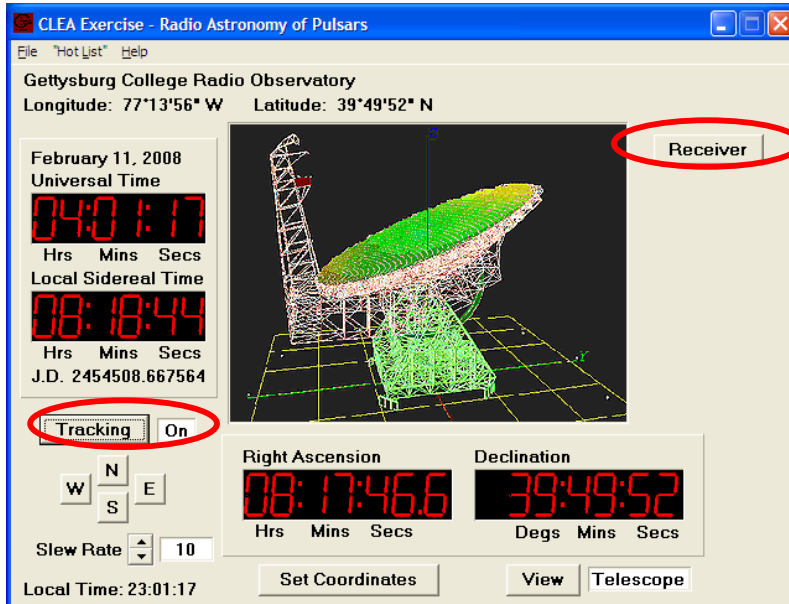 CLEA Exercise - Radio Astronomy of Pulsars
File "Hot List" Help
Gettysburg College Radio Observatory
Longitude: 77°13'56" W Latitude: 39°49'52" N
Receiver
February 11, 2008
Universal Time
04:01:17
Hrs Mins Secs
Local Sidereal Time
08:18:44
Hrs Mins Secs
J.D. 2454508.667564
Z
Y
Tracking On
N
W E
S
Slew Rate 10
Local Time: 23:01:17
Right Ascension Declination
08:17:46.6 39:49:52
Hrs Mins Secs Degs Mins Secs
Set Coordinates View Telescope